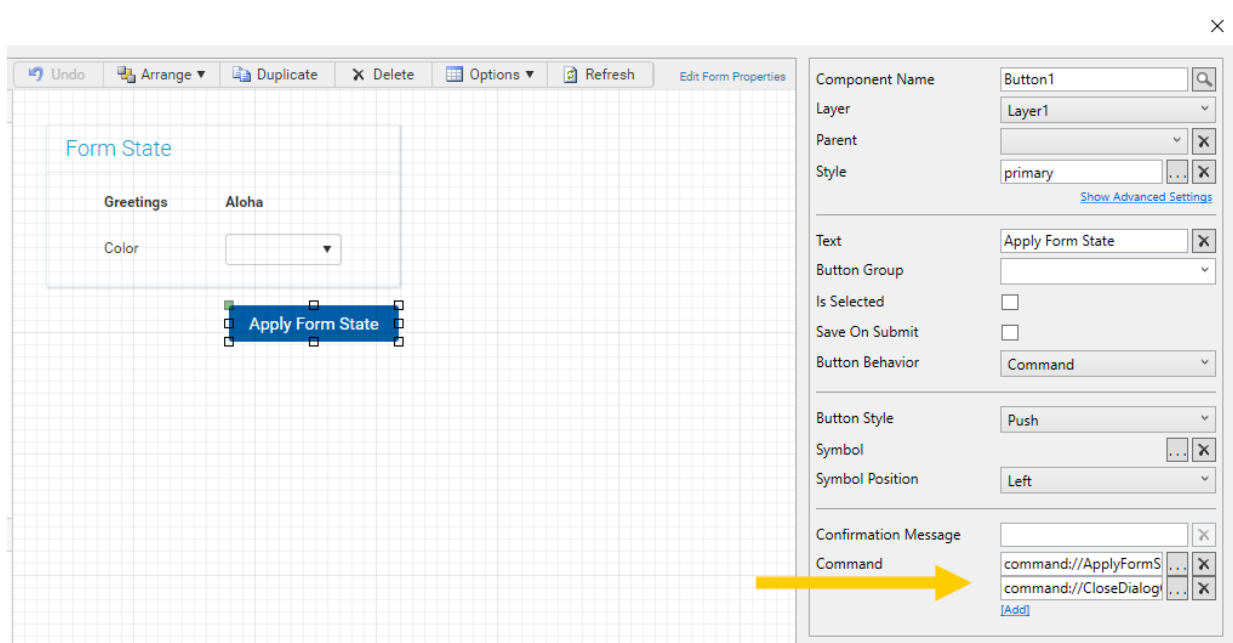 Undo Arrange ▼ Duplicate Delete Options ▼ Refresh Edit Form Properties
Form State
Greetings Aloha
Color
Apply Form State
Component Name Button1
Layer Layer1
Parent
Style primary ...
Show Advanced Settings
Text Apply Form State
Button Group
Is Selected
Save On Submit
Button Behavior Command
Button Style Push
Symbol ...
Symbol Position Left
Confirmation Message
Command command://ApplyFormS ...
command://CloseDialog ...
[Add]